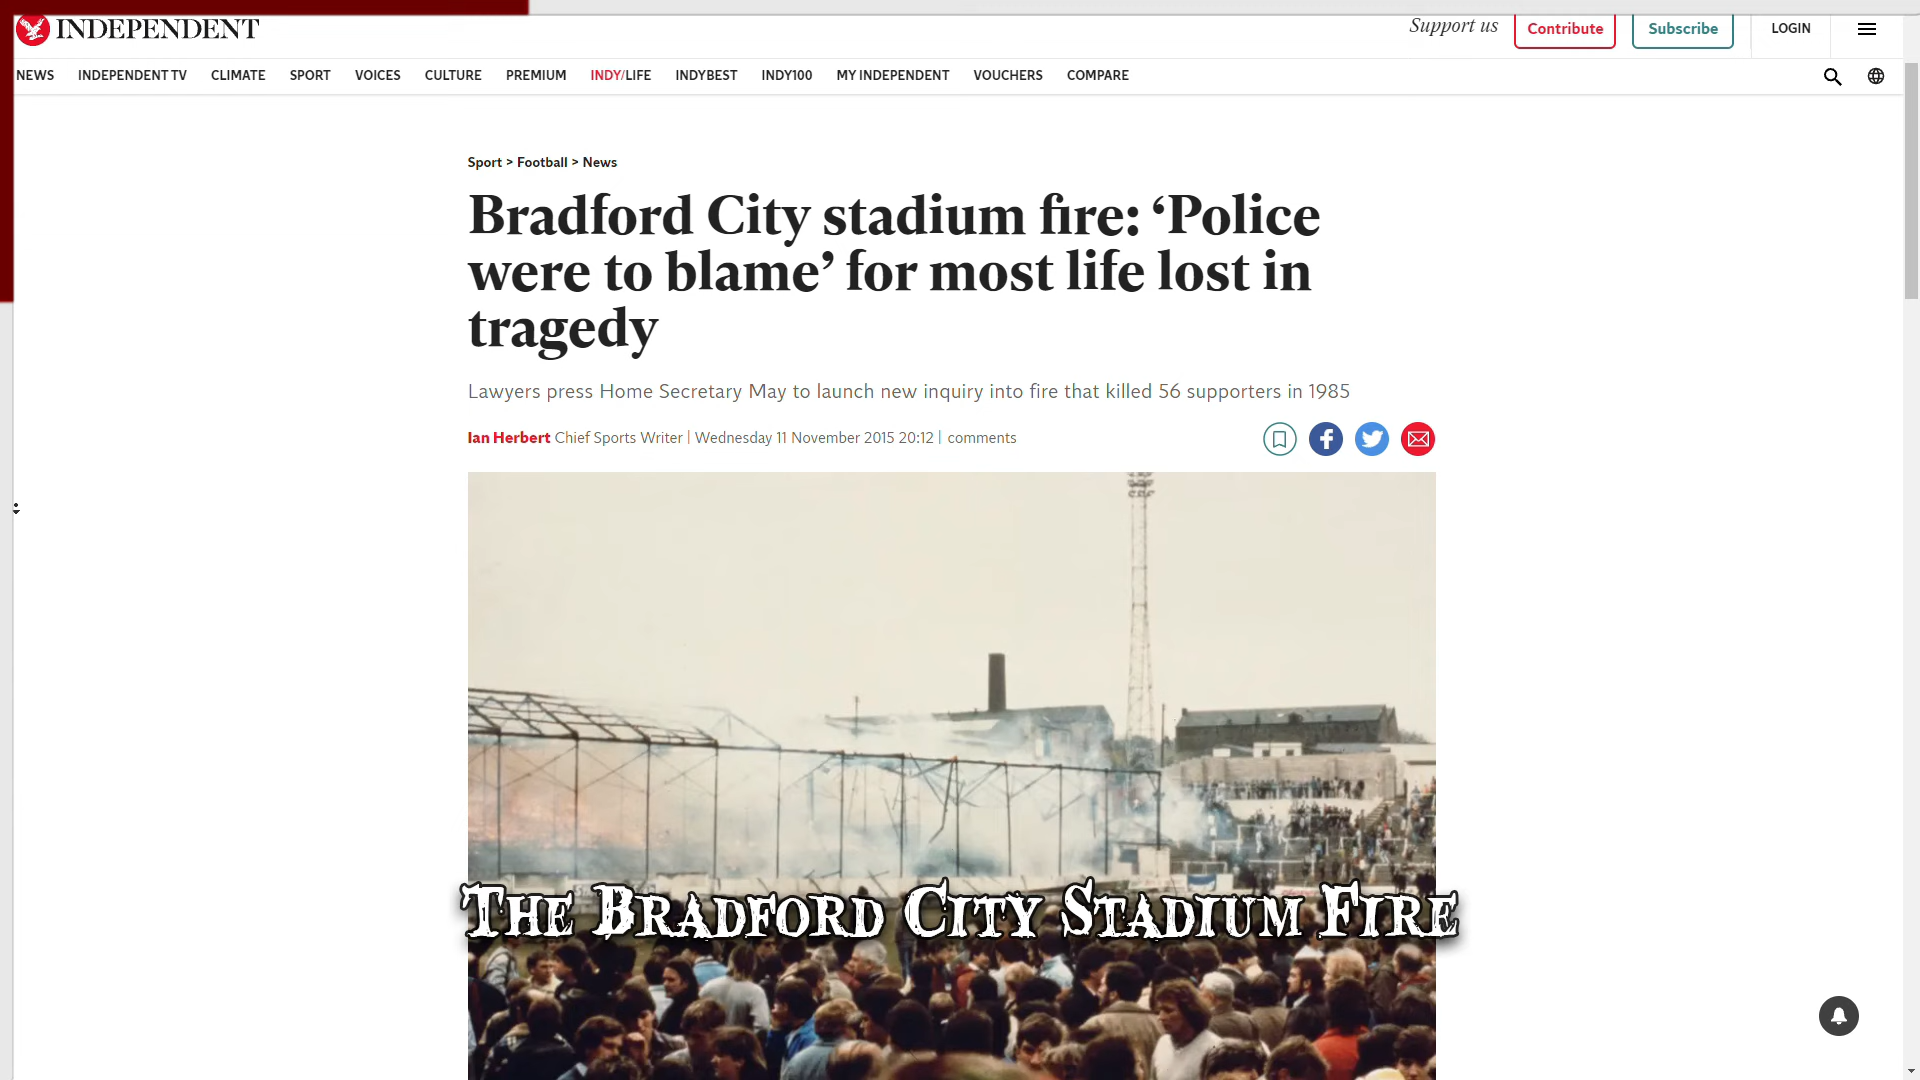 INDEPENDENT
Support us
Contribute
Subscribe
LOGIN
NEWS INDEPENDENT TV CLIMATE SPORT VOICES CULTURE PREMIUM INDY/LIFE INDYBEST INDY100 MY INDEPENDENT VOUCHERS COMPARE
Sport > Football > News
Bradford City stadium fire: ‘Police
were to blame’ for most life lost in
tragedy
Lawyers press Home Secretary May to launch new inquiry into fire that killed 56 supporters in 1985
Ian Herbert Chief Sports Writer | Wednesday 11 November 2015 20:12 | comments
The Bradford City Stadium Fire